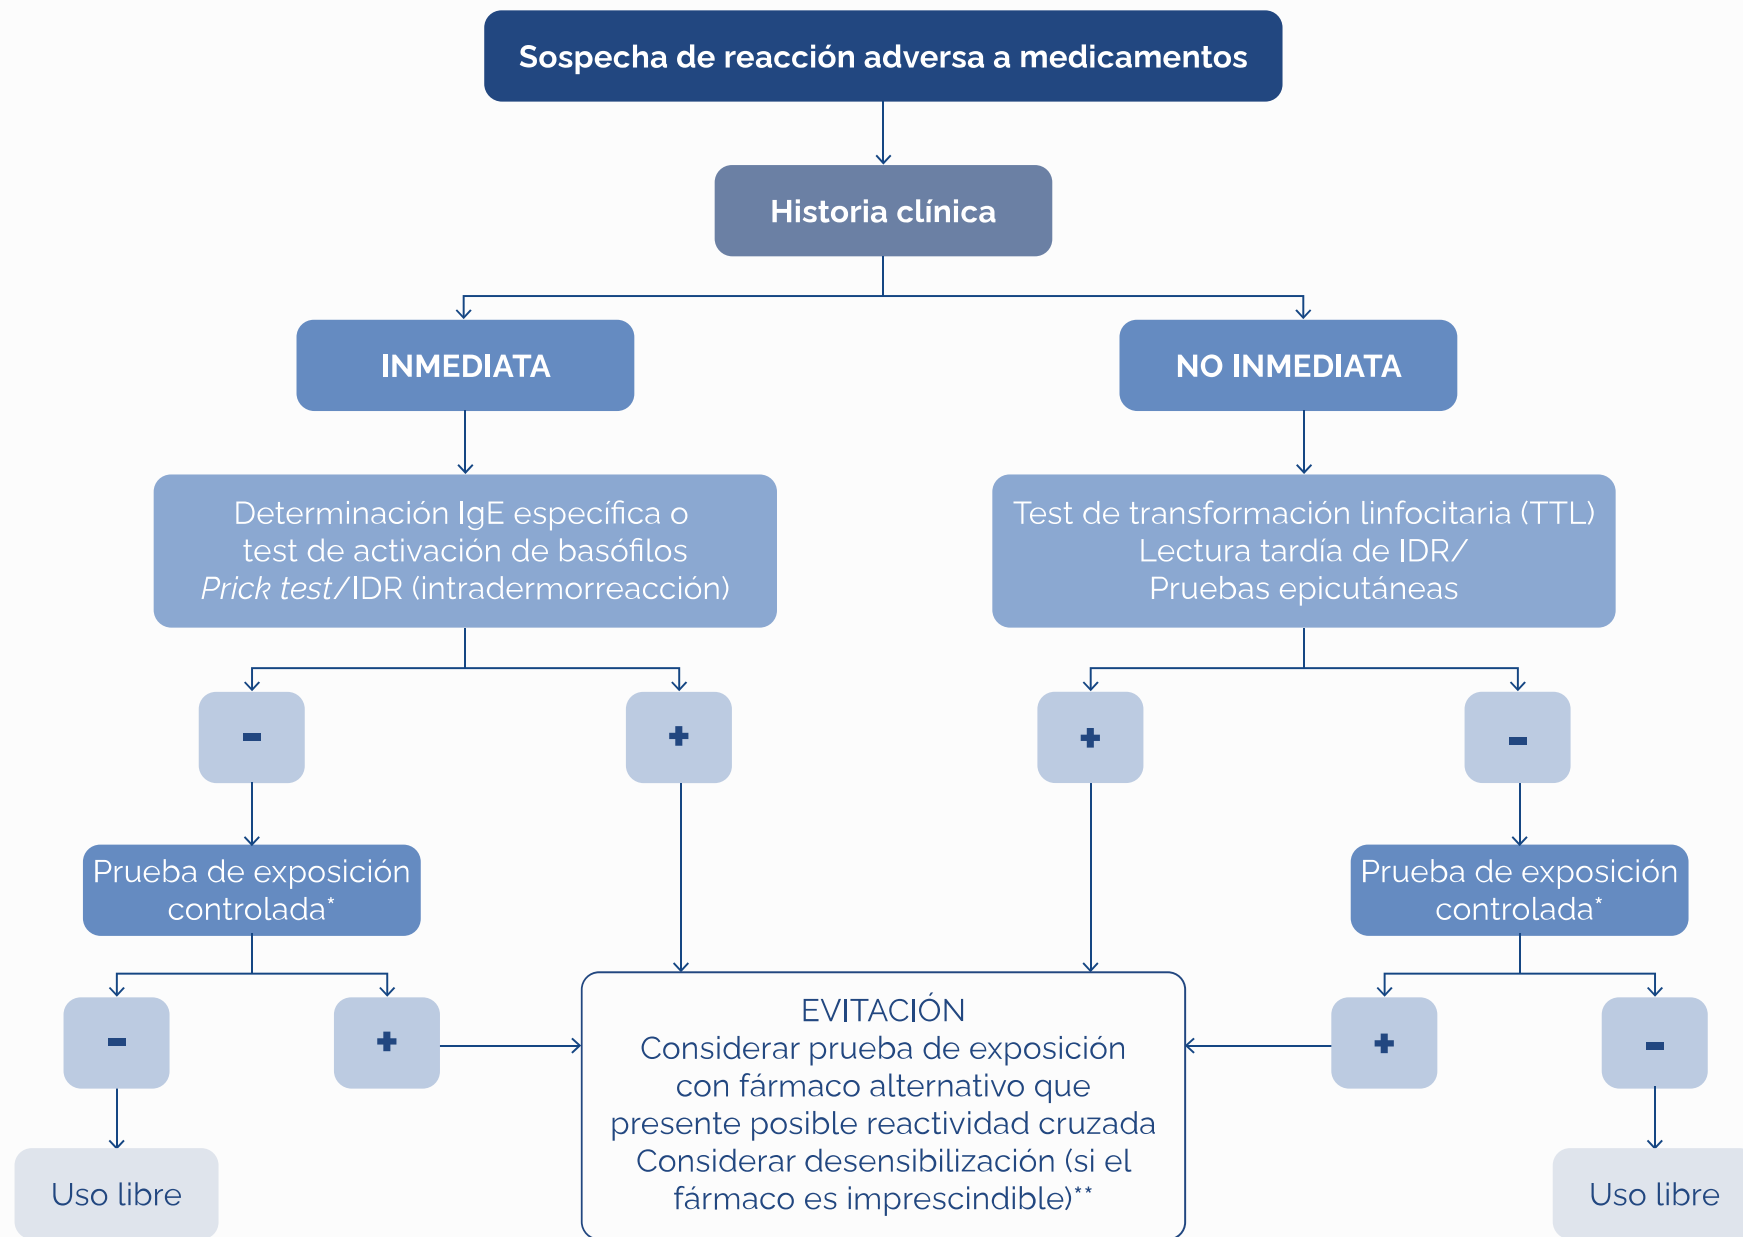 Sospecha de reacción adversa a medicamentos
Historia clínica
INMEDIATA
NO INMEDIATA
Determinación IgE específica o
test de activación de basófilos
Prick test/IDR (intradermorreacción)
Test de transformación linfocitaria (TTL)
Lectura tardía de IDR/
Pruebas epicutáneas
-
+
+
-
Prueba de exposición
controlada*
Prueba de exposición
controlada*
-
+
EVITACIÓN
Considerar prueba de exposición
con fármaco alternativo que
presente posible reactividad cruzada
Considerar desensibilización (si el
fármaco es imprescindible)**
+
-
Uso libre
Uso libre